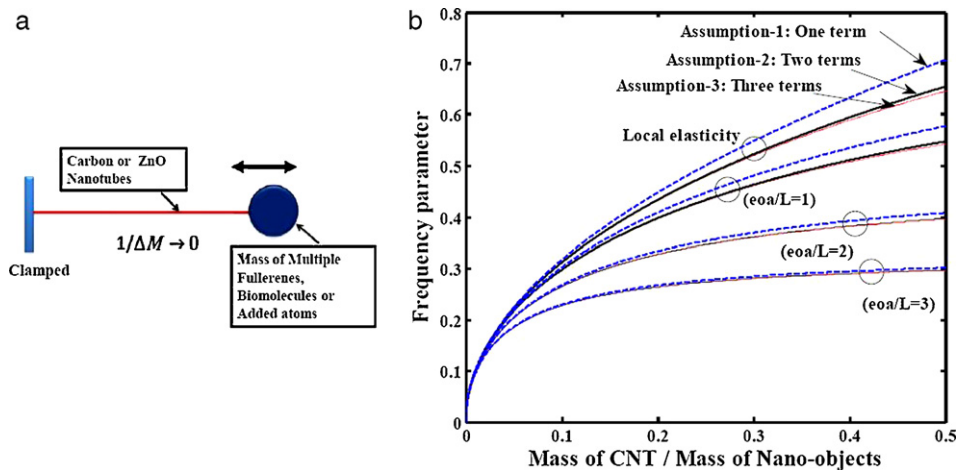 a
Carbon or ZnO
Nanotubes
1/ΔM → 0
Clamped
Mass of Multiple
Fullerenes,
Biomolecules or
Added atoms
b
Frequency parameter
0.8
0.7
0.6
0.5
0.4
0.3
0.2
0.1
0
Assumption-1: One term
Assumption-2: Two terms
Assumption-3: Three terms
Local elasticity
(eoa/L=1)
(eoa/L=2)
(eoa/L=3)
0 0.1 0.2 0.3 0.4 0.5
Mass of CNT / Mass of Nano-objects